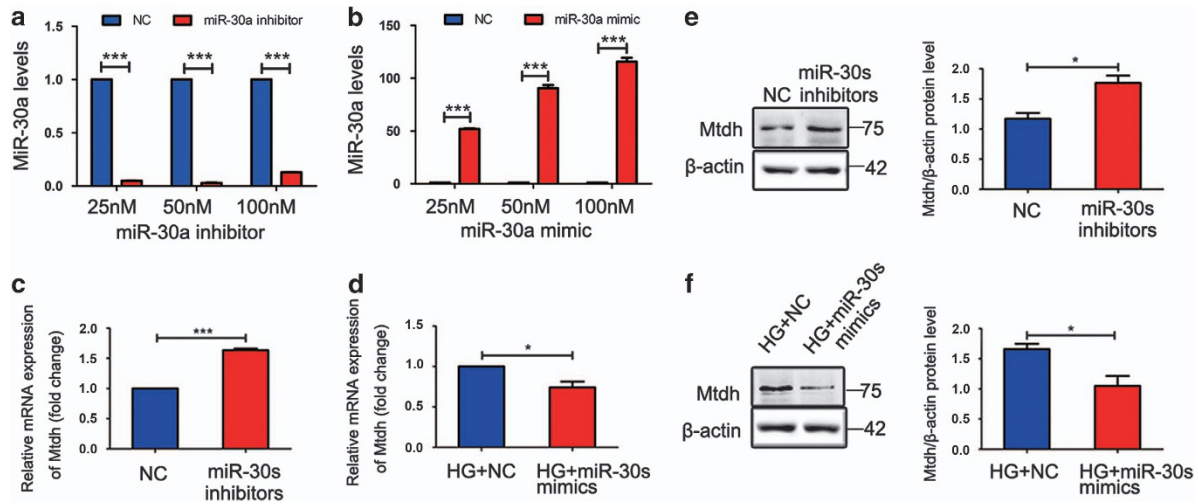 a
NC miR-30a inhibitor
MiR-30a levels
1.5
1.0
0.5
0.0
*** *** ***
25nM 50nM 100nM
miR-30a inhibitor
b
NC miR-30a mimic
MiR-30a levels
150
100
50
0
*** *** ***
25nM 50nM 100nM
miR-30a mimic
c
Relative mRNA expression
of Mtdh (fold change)
2.0
1.5
1.0
0.5
0.0
***
NC miR-30s
inhibitors
d
Relative mRNA expression
of Mtdh (fold change)
1.5
1.0
0.5
0.0
*
HG+NC HG+miR-30s
mimics
e
NC miR-30s
inhibitors
Mtdh 75
β-actin 42
Mtdh/β-actin protein level
2.0
1.5
1.0
0.5
0.0
*
NC miR-30s
inhibitors
f
HG+NC
HG+miR-30s
mimics
Mtdh 75
β-actin 42
Mtdh/β-actin protein level
2.0
1.5
1.0
0.5
0.0
*
HG+NC HG+miR-30s
mimics